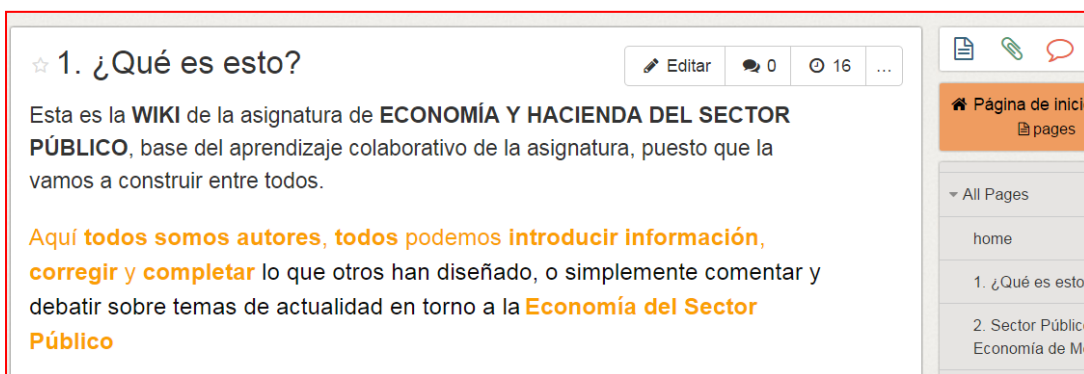 1. ¿Qué es esto?
Editar 0 16 ...
Esta es la WIKI de la asignatura de ECONOMÍA Y HACIENDA DEL SECTOR
PÚBLICO, base del aprendizaje colaborativo de la asignatura, puesto que la
vamos a construir entre todos.
Aquí todos somos autores, todos podemos introducir información,
corregir y completar lo que otros han diseñado, o simplemente comentar y
debatir sobre temas de actualidad en torno a la Economía del Sector
Público
Página de inici
pages
All Pages
home
1. ¿Qué es esto
2. Sector Públic
Economía de M